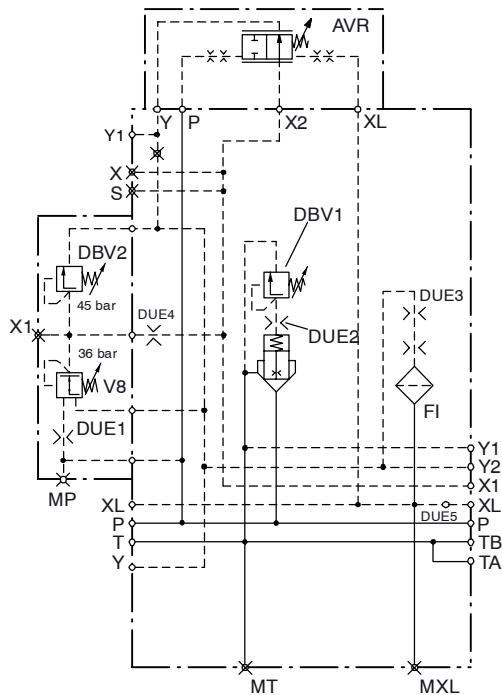 AVR
Y P X2 XL
Y1
X
S
DBV1
DBV2
45 bar
DUE4
DUE3
X1
DUE2
36 bar
V8
FI
DUE1
Y1
Y2
X1
MP
XL
XL
DUE5
P
P
T
TB
Y
TA
MT
MXL